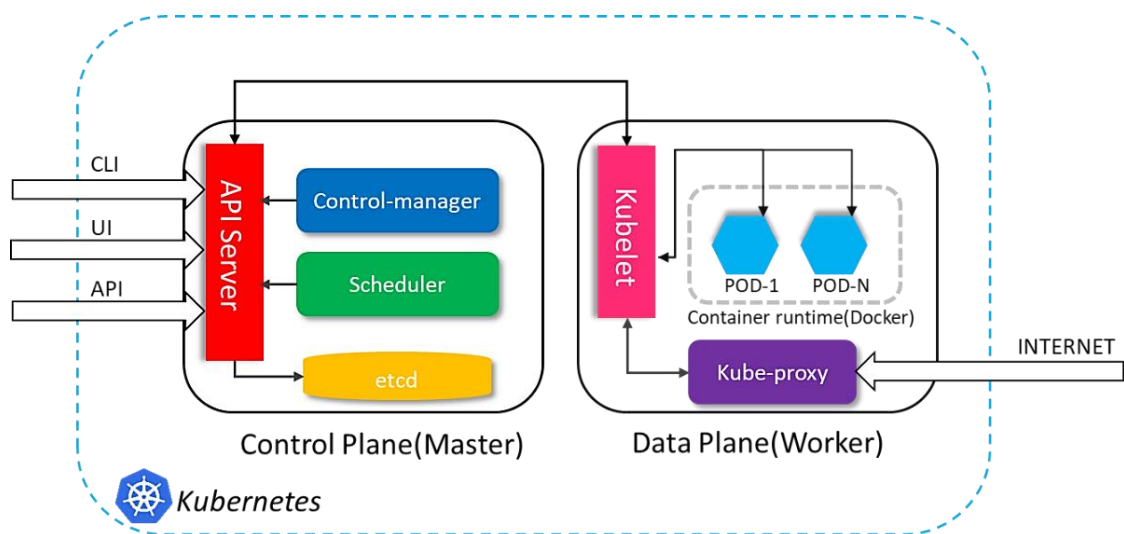 CLI
UI
API
API Server
Control-manager
Scheduler
etcd
Control Plane(Master)
Kubelet
POD-1
POD-N
Container runtime(Docker)
Kube-proxy
INTERNET
Data Plane(Worker)
Kubernetes